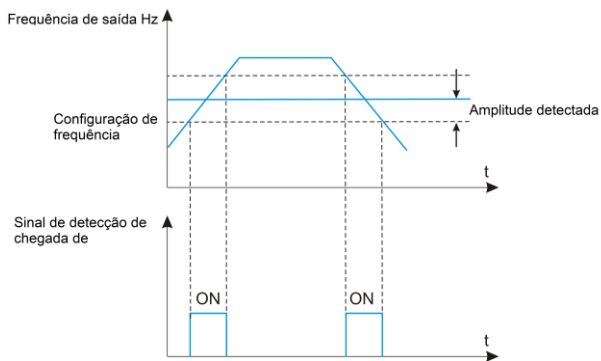 Frequência de saída Hz
Configuração de
frequência
Amplitude detectada
t
Sinal de detecção de
chegada de
ON
ON
t